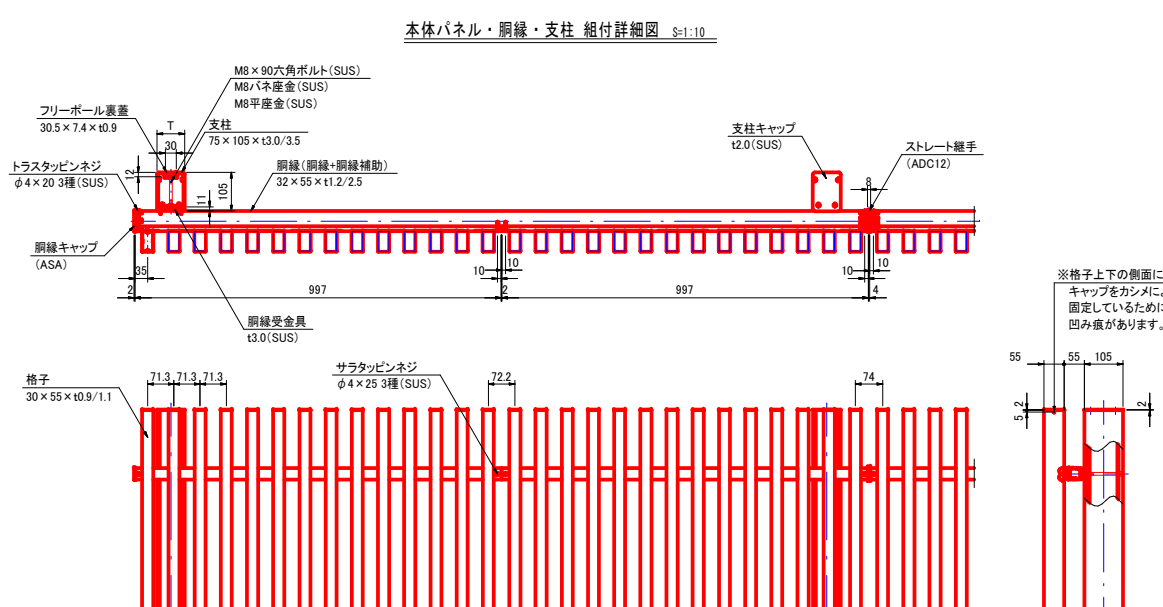 本体パネル・胴縁・支柱 組付詳細図 S=1:10
M8×90六角ボルト(SUS)
M8バネ座金(SUS)
M8平座金(SUS)
フリーポール裏蓋
30.5×7.4×t0.9
T
30
支柱
75×105×t3.0/3.5
支柱キャップ
t2.0(SUS)
ストレート継手
(ADC12)
トラスタッピンネジ
φ4×20 3種(SUS)
12
105
11
胴縁(胴縁+胴縁補助)
32×55×t1.2/2.5
8
胴縁キャップ
(ASA)
35
10
10
10
10
2
997
2
997
4
胴縁受金具
t3.0(SUS)
※格子上下の側面に
キャップをカシメによ
固定しているために
凹み痕があります。
格子
30×55×t0.9/1.1
71.3
71.3
71.3
サラタッピンネジ
φ4×25 3種(SUS)
72.2
74
55
55
105
2
5
2